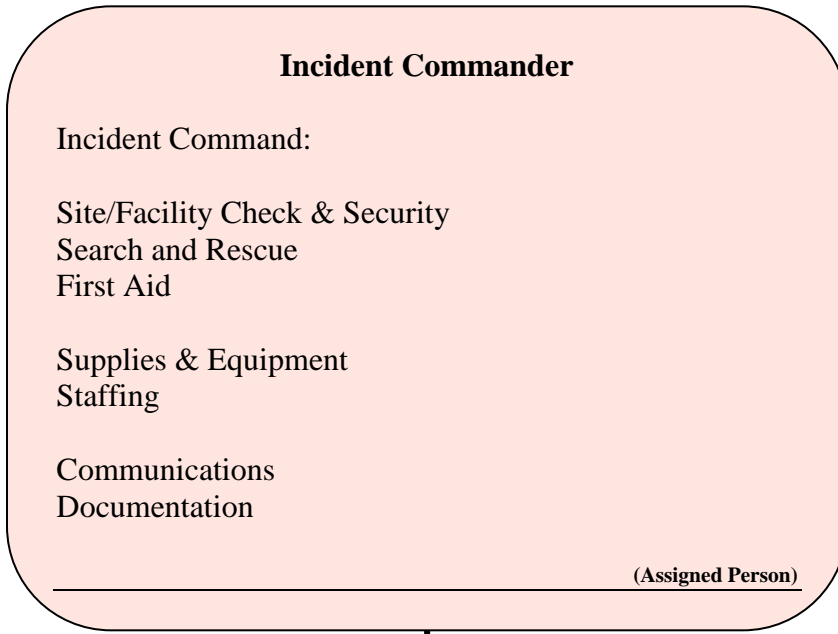 Incident Commander
Incident Command:
Site/Facility Check & Security
Search and Rescue
First Aid
Supplies & Equipment
Staffing
Communications
Documentation
(Assigned Person)